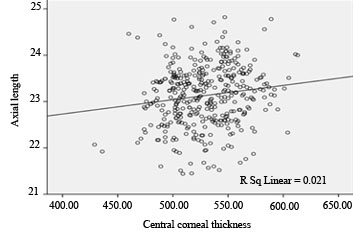 25
24
23
22
21
Axial length
R Sq Linear = 0.021
400.00 450.00 500.00 550.00 600.00 650.00
Central corneal thickness